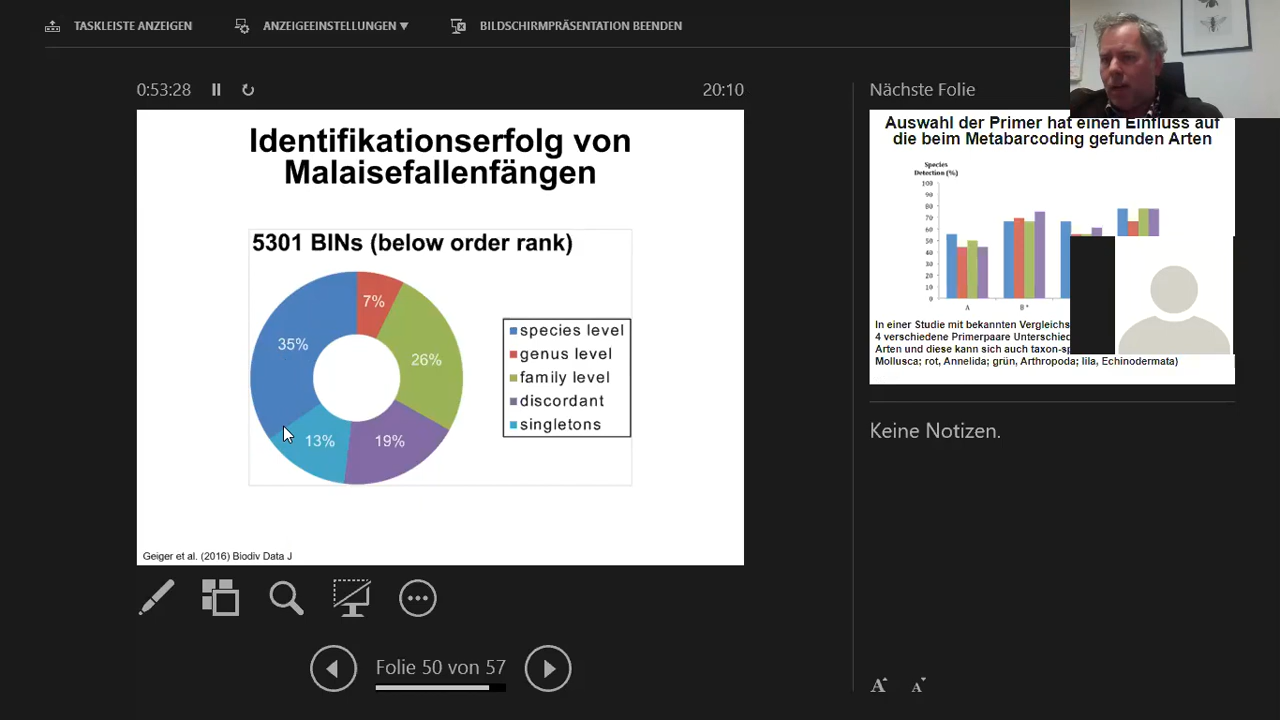 TASKLEISTE ANZEIGEN
ANZEIGEEINSTELLUNGEN ▼
BILDSCHIRMPRÄSENTATION BEENDEN
0:53:28
20:10
Identifikationserfolg von
Malaisefallenfängen
5301 BINs (below order rank)
7%
35%
26%
13%
19%
species level
genus level
family level
discordant
singletons
Geiger et al. (2016) Biodiv Data J
Folie 50 von 57
Nächste Folie
Auswahl der Primer hat einen Einfluss auf
die beim Metabarcoding gefunden Arten
Species
Detection (%)
100
90
80
70
60
50
40
30
20
10
0
A
B*
In einer Studie mit bekannten Vergleichs
4 verschiedene Primerpaare Unterschied
Arten und diese kann sich auch taxon-sp
Mollusca; rot, Annelida; grün, Arthropoda; lila, Echinodermata)
Keine Notizen.
A
A